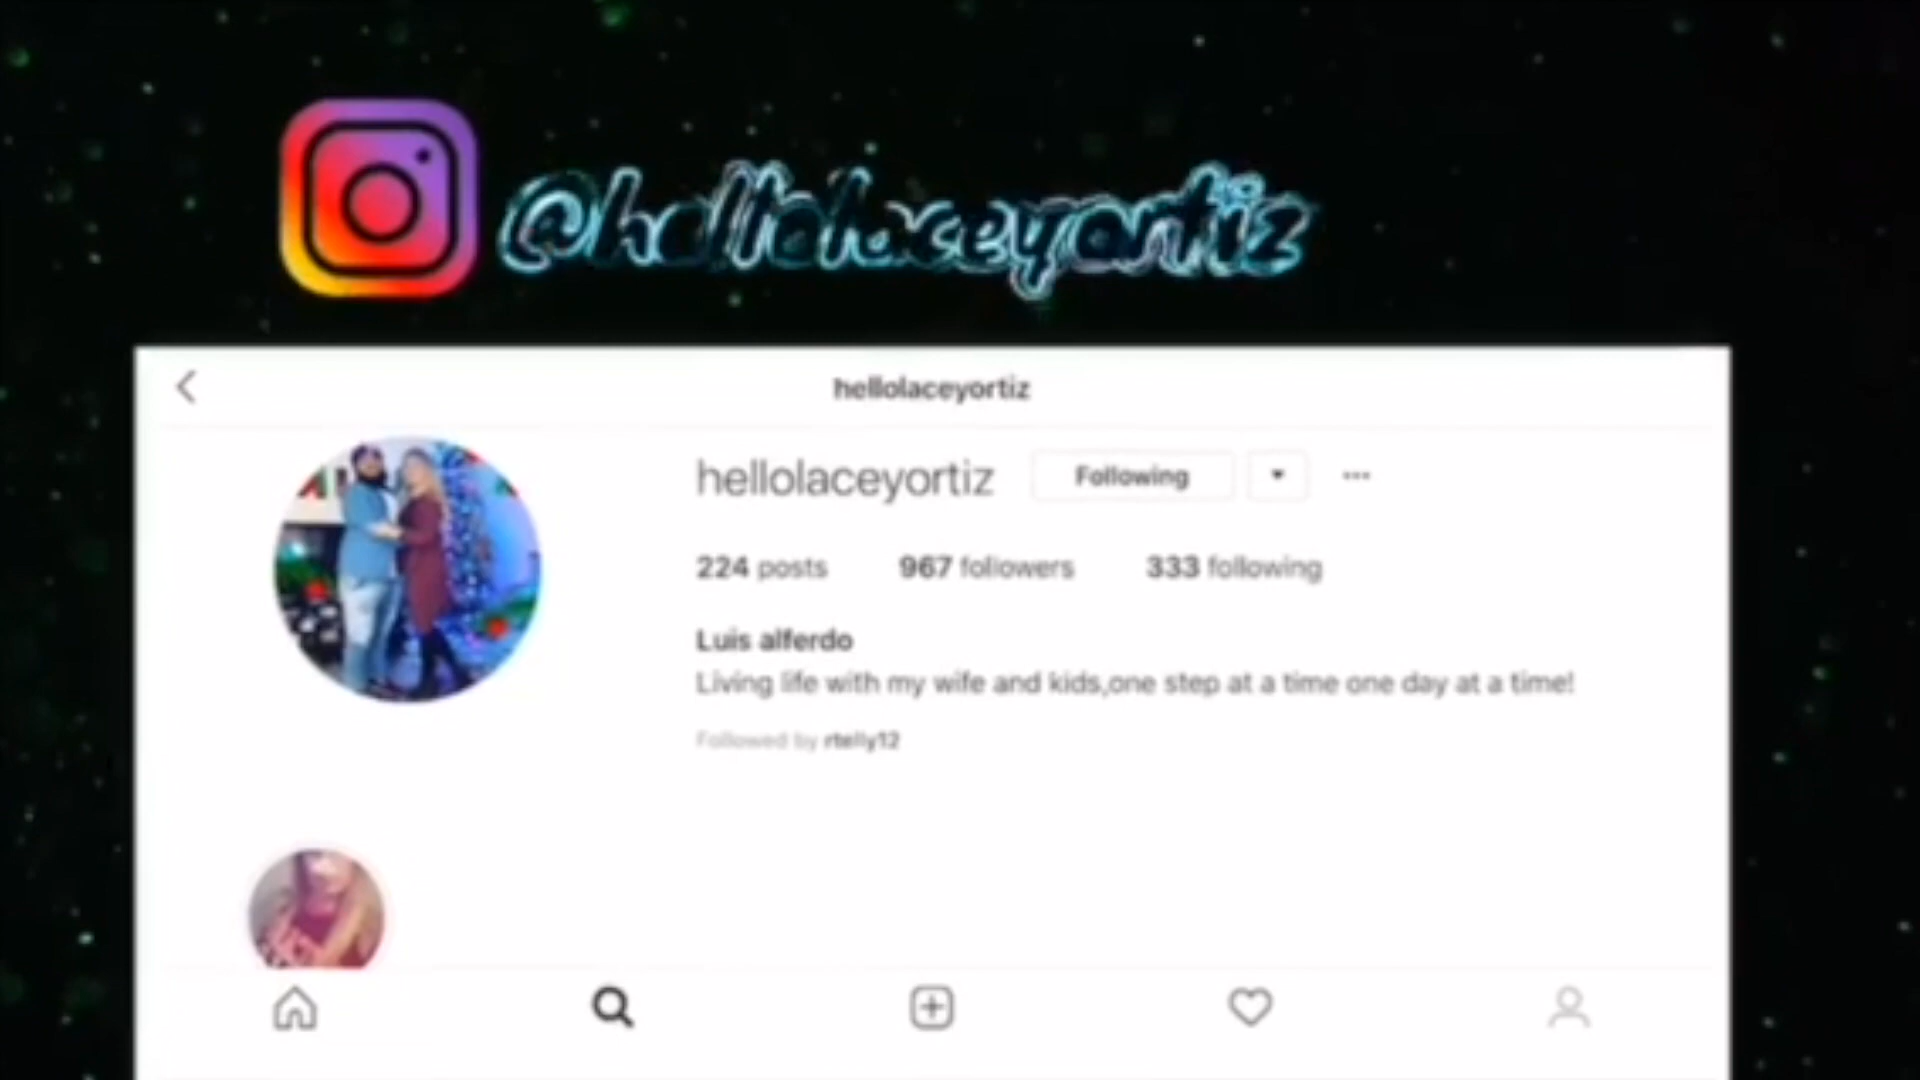 @hellolaceyortiz
hellolaceyortiz
hellolaceyortiz Following
224 posts 967 followers 333 following
Luis alferdo
Living life with my wife and kids,one step at a time one day at a time!
Followed by rtelly12